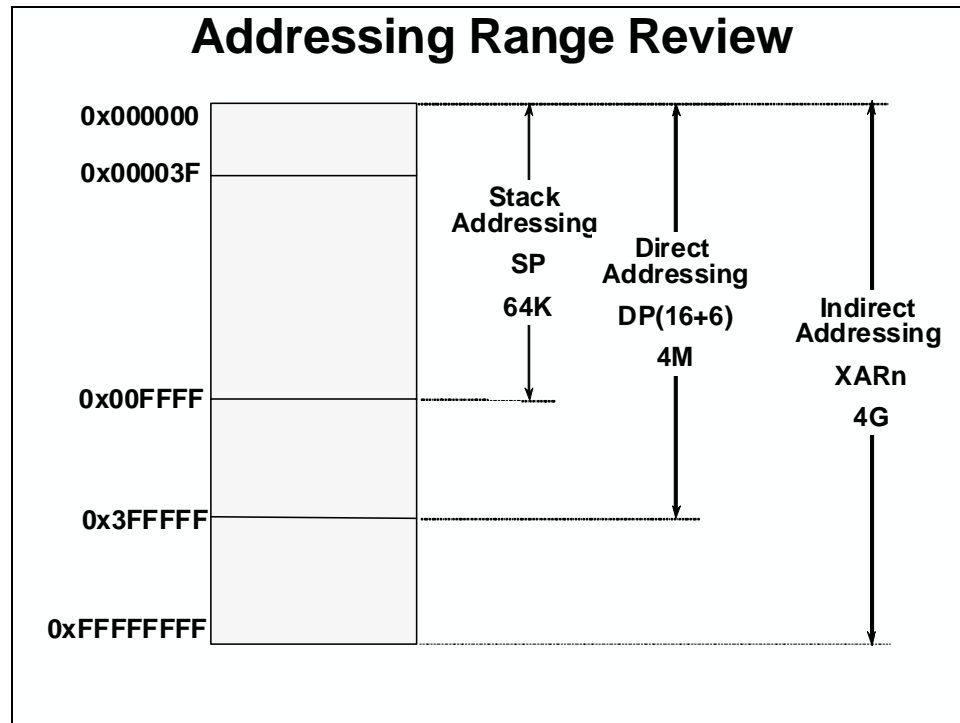 Addressing Range Review
0x000000
0x00003F
0x00FFFF
0x3FFFFF
0xFFFFFFFF
Stack
Addressing
SP
64K
Direct
Addressing
DP(16+6)
4M
Indirect
Addressing
XARn
4G